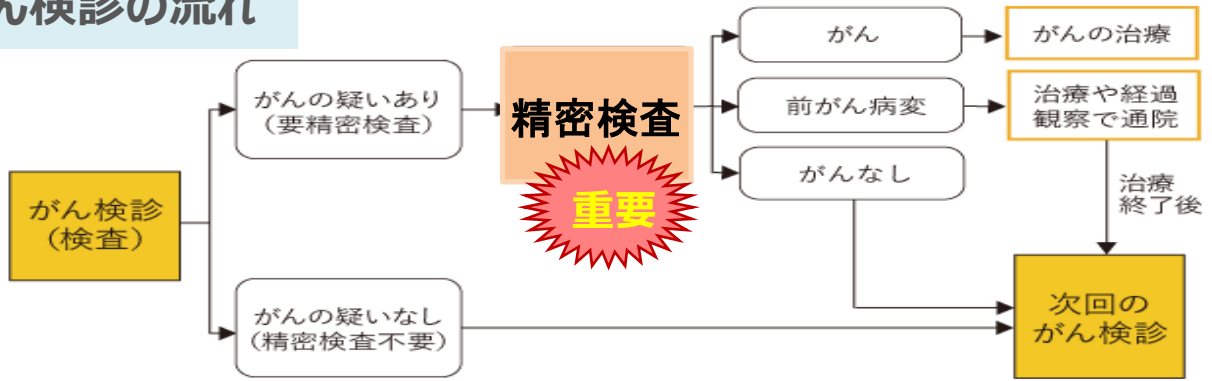 ん検診の流れ
がん検診
(検査)
がんの疑いあり
(要精密検査)
がんの疑いなし
(精密検査不要)
精密検査
重要
がん
前がん病変
がんなし
がんの治療
治療や経過
観察で通院
治療
終了後
次回の
がん検診